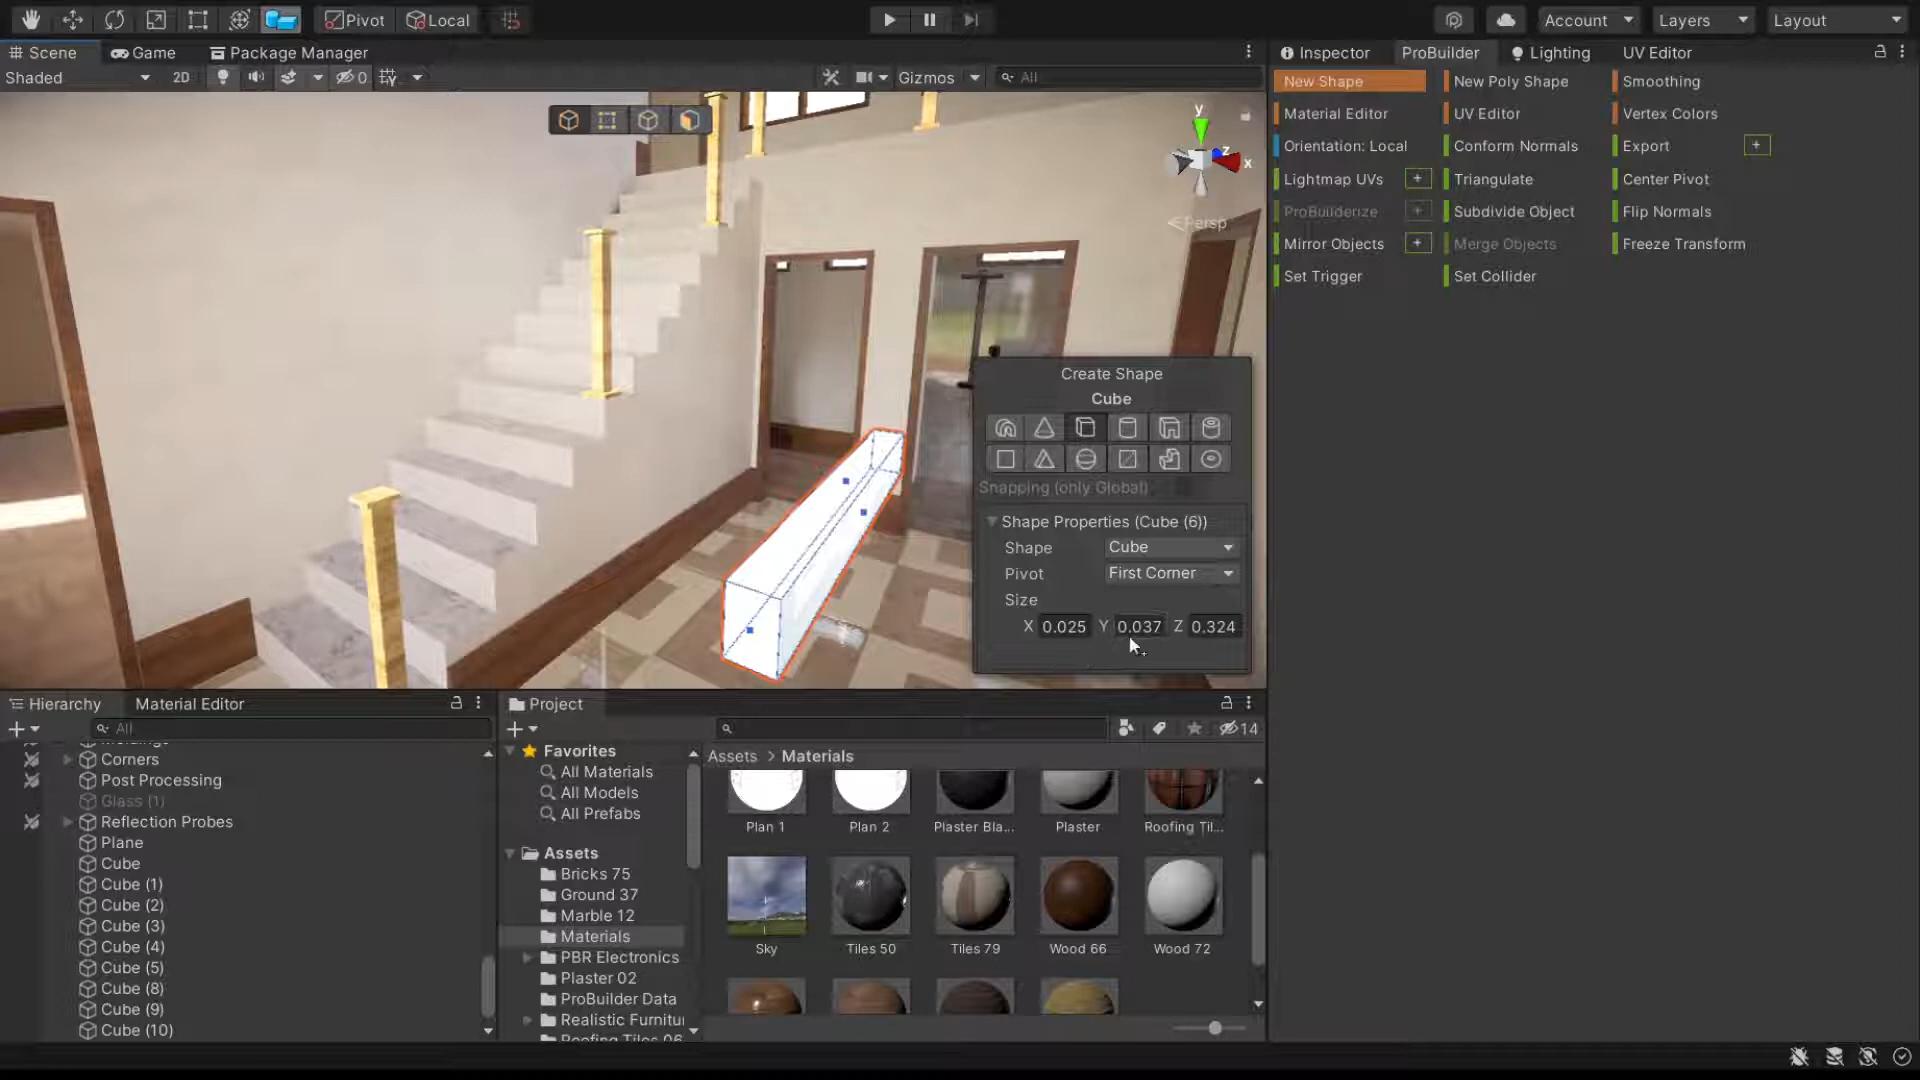 Pivot
Local
Account
Layers
Layout
Scene
Game
Package Manager
Inspector
ProBuilder
Lighting
UV Editor
Shaded
2D
0
Gizmos
All
y
z
x
Persp
New Shape
New Poly Shape
Smoothing
Material Editor
UV Editor
Vertex Colors
Orientation: Local
Conform Normals
Export
+
Lightmap UVs
+
Triangulate
Center Pivot
ProBuilderize
+
Subdivide Object
Flip Normals
Mirror Objects
+
Merge Objects
Freeze Transform
Set Trigger
Set Collider
Create Shape
Cube
Snapping (only Global)
Shape Properties (Cube (6))
Shape
Cube
Pivot
First Corner
Size
X 0.025 Y 0.037 Z 0.324
Hierarchy
Material Editor
All
Corners
Post Processing
Glass (1)
Reflection Probes
Plane
Cube
Cube (1)
Cube (2)
Cube (3)
Cube (4)
Cube (5)
Cube (8)
Cube (9)
Cube (10)
Project
14
Favorites
All Materials
All Models
All Prefabs
Assets
Bricks 75
Ground 37
Marble 12
Materials
PBR Electronics
Plaster 02
ProBuilder Data
Realistic Furnitu
Roofing Tiles 06
Assets > Materials
Plan 1
Plan 2
Plaster Bla...
Plaster
Roofing Til...
Sky
Tiles 50
Tiles 79
Wood 66
Wood 72